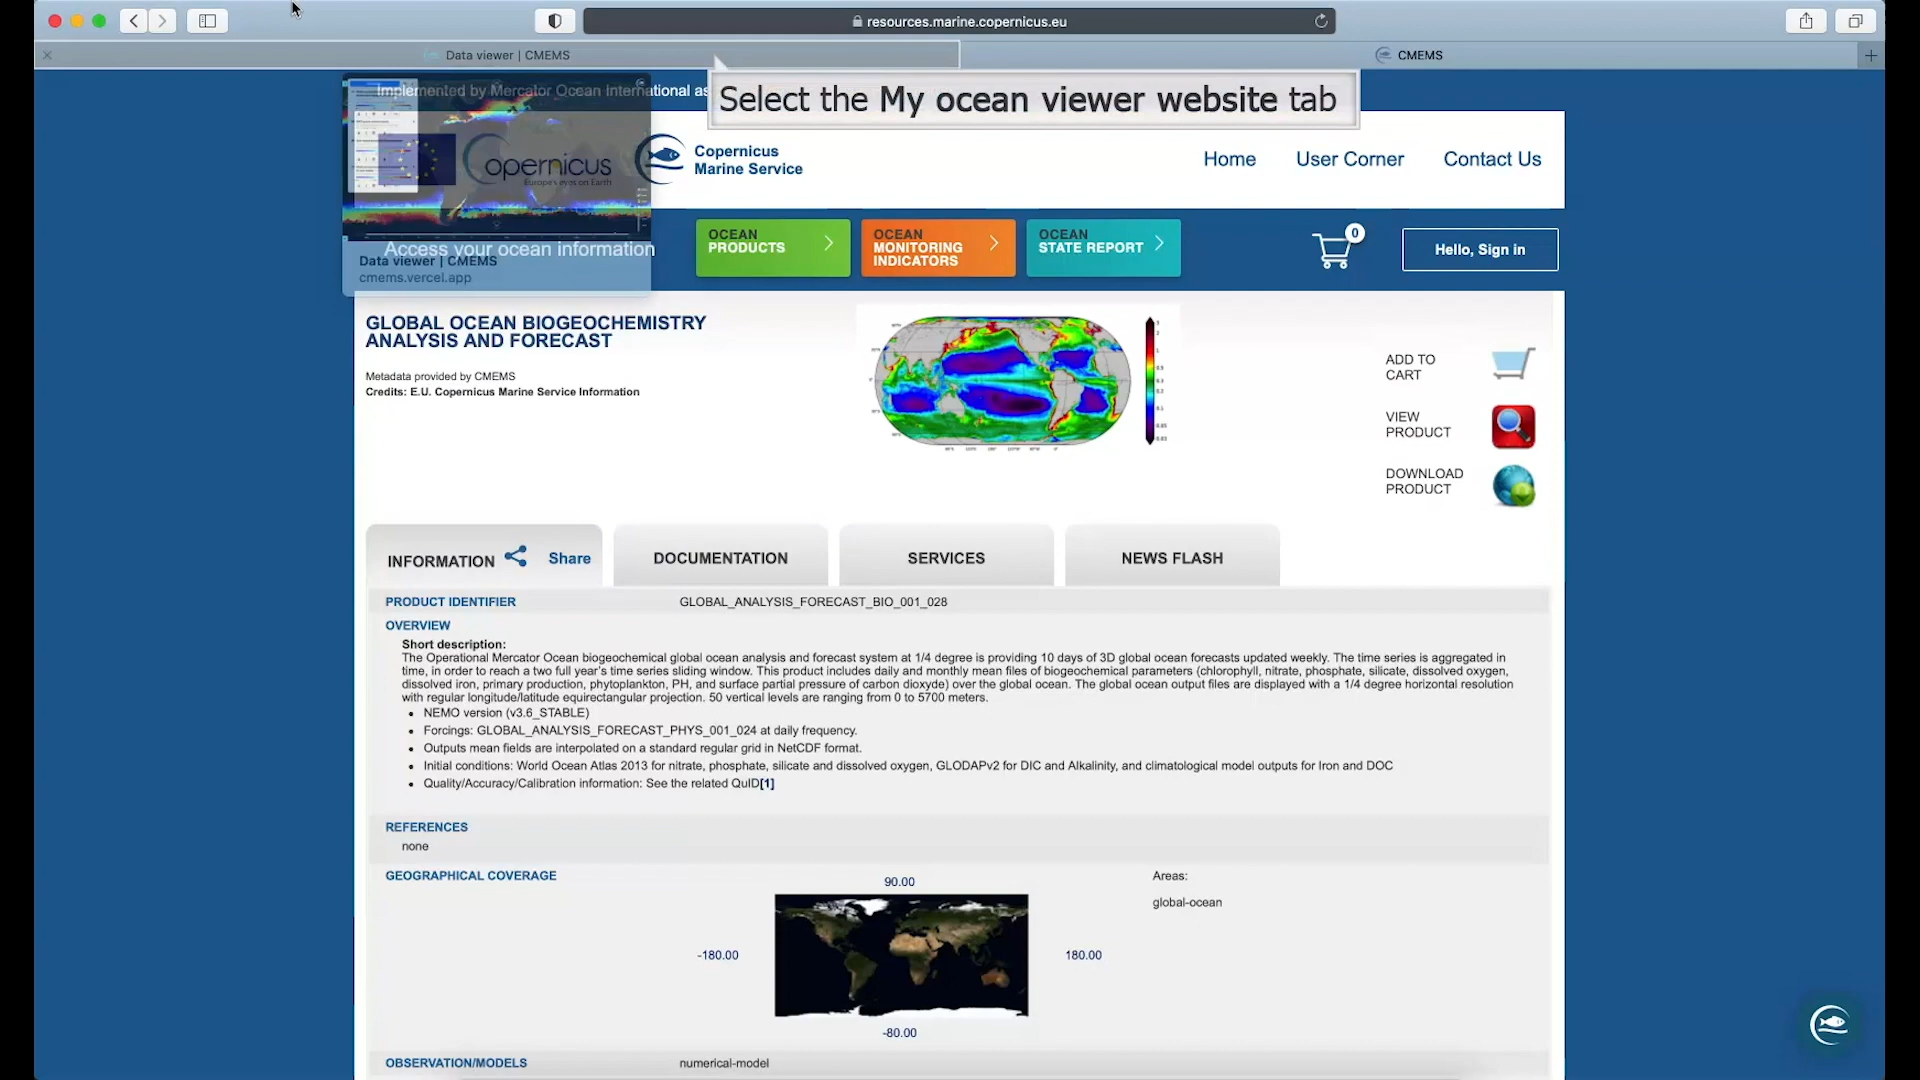 resources.marine.copernicus.eu
Data viewer | CMEMS
CMEMS
Implemented by Mercator Ocean International as
Select the My ocean viewer website tab
opernicus
Europe's eyes on Earth
Copernicus
Marine Service
Home
User Corner
Contact Us
Access your ocean information
Data viewer | CMEMS
cmems.vercel.app
OCEAN
PRODUCTS
OCEAN
MONITORING
INDICATORS
OCEAN
STATE REPORT
0
Hello, Sign in
GLOBAL OCEAN BIOGEOCHEMISTRY
ANALYSIS AND FORECAST
Metadata provided by CMEMS
Credits: E.U. Copernicus Marine Service Information
ADD TO
CART
VIEW
PRODUCT
DOWNLOAD
PRODUCT
INFORMATION
Share
DOCUMENTATION
SERVICES
NEWS FLASH
PRODUCT IDENTIFIER
GLOBAL_ANALYSIS_FORECAST_BIO_001_028
OVERVIEW
Short description:
The Operational Mercator Ocean biogeochemical global ocean analysis and forecast system at 1/4 degree is providing 10 days of 3D global ocean forecasts updated weekly. The time series is aggregated in
time, in order to reach a two full year's time series sliding window. This product includes daily and monthly mean files of biogeochemical parameters (chlorophyll, nitrate, phosphate, silicate, dissolved oxygen,
dissolved iron, primary production, phytoplankton, PH, and surface partial pressure of carbon dioxyde) over the global ocean. The global ocean output files are displayed with a 1/4 degree horizontal resolution
with regular longitude/latitude equirectangular projection. 50 vertical levels are ranging from 0 to 5700 meters.
• NEMO version (v3.6_STABLE)
• Forcings: GLOBAL_ANALYSIS_FORECAST_PHYS_001_024 at daily frequency.
• Outputs mean fields are interpolated on a standard regular grid in NetCDF format.
• Initial conditions: World Ocean Atlas 2013 for nitrate, phosphate, silicate and dissolved oxygen, GLODAPv2 for DIC and Alkalinity, and climatological model outputs for Iron and DOC
• Quality/Accuracy/Calibration information: See the related QuID[1]
REFERENCES
none
GEOGRAPHICAL COVERAGE
90.00
Areas:
global-ocean
-180.00
180.00
-80.00
OBSERVATION/MODELS
numerical-model